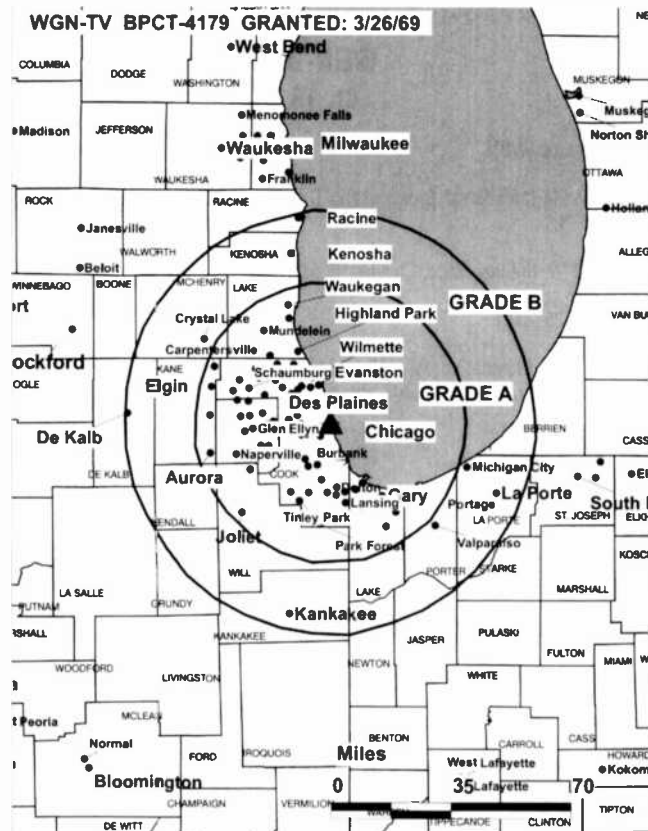 WGN-TV BPCT-4179 GRANTED: 3/26/69
West Bend
COLUMBIA
DODGE
WASHINGTON
MUSKEGON
Menomonee Falls
Madison
JEFFERSON
Norton Sh
Waukesha
Milwaukee
WAUKESHA
Franklin
OTTAWA
ROCK
RACINE
Racine
Janesville
WALWORTH
KENOSHA
Kenosha
ALLE
Beloit
MCHENRY
WINNEBAGO
BOONE
LAKE
Waukegan
GRADE B
Highland Park
VAN BU
Crystal Lake
Mundelein
ockford
Carpentersville
Wilmette
OGLE
KANE
Schaumburg
Evanston
Elgin
GRADE A
Des Plaines
De Kalb
Glen Ellyn
Chicago
BERRIEN
CASS
Naperville
Burbank
DE KALB
COOK
Michigan City
Aurora
Gary
La Porte
South
Lansing
Portage
KENDALL
Tinley Park
LA PORTE
ST JOSEPH
ELKH
Joliet
Park Forest
Valparaiso
KOSC
WILL
LAKE
PORTER
STARKE
MARSHALL
LA SALLE
GRUNDY
PUTNAM
Kankakee
RSHALL
KANKAKEE
JASPER
PULASKI
FULTON
MIAMI
NEWTON
WOODFORD
LIVINGSTON
WHITE
MCLEAN
Peoria
BENTON
CARROLL
CASS
Normal
FORD
IROQUOIS
Miles
HOWARD
West Lafayette
Kokom
Bloomington
0
35
70
Lafayette
CHAMPAIGN
VERMILION
TIPPECANOE
CLINTON
TIPTON
DE WITT